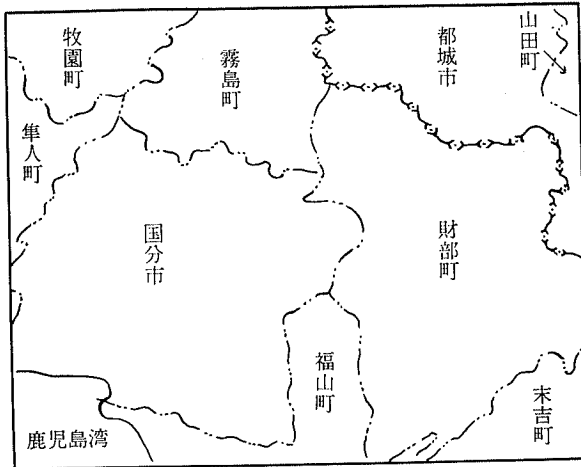 牧園町
霧島町
都城市
山田町
隼人町
国分市
財部町
福山町
末吉町
鹿児島湾